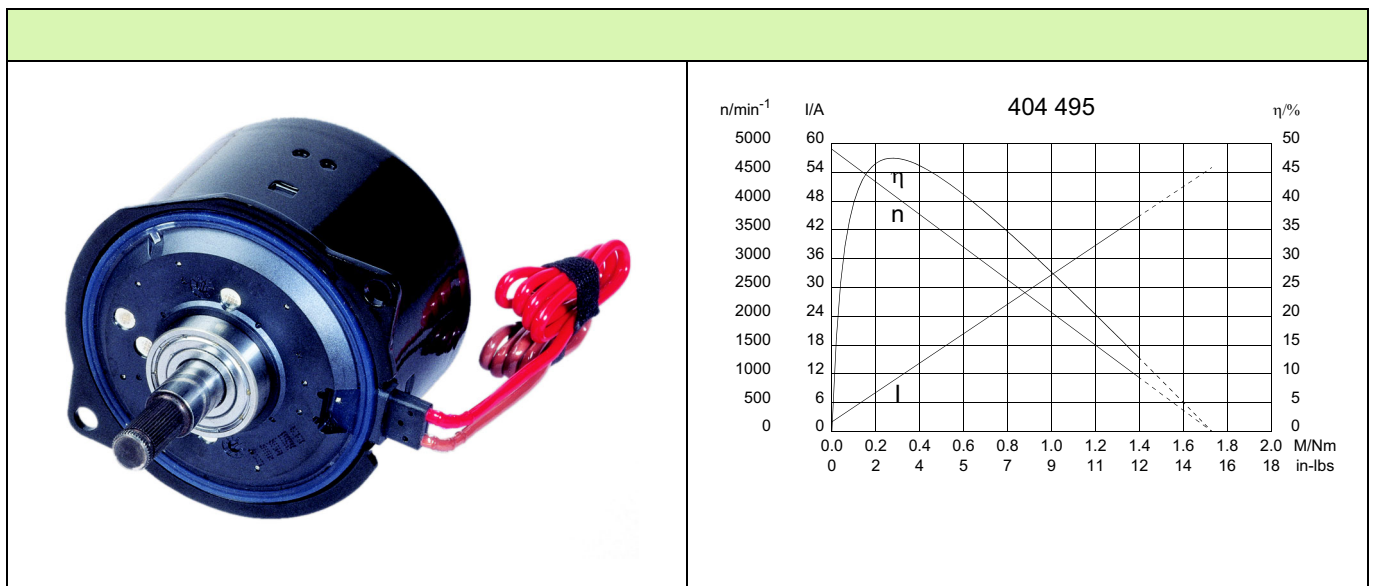 n/min-1 I/A 404 495 η/%
5000 60 50
4500 54 45
4000 48 40
3500 42 35
3000 36 30
2500 30 25
2000 24 20
1500 18 15
1000 12 10
500 6 5
0 0 0
η
n
I
0.0 0.2 0.4 0.6 0.8 1.0 1.2 1.4 1.6 1.8 2.0 M/Nm
0 2 4 5 7 9 11 12 14 16 18 in-lbs